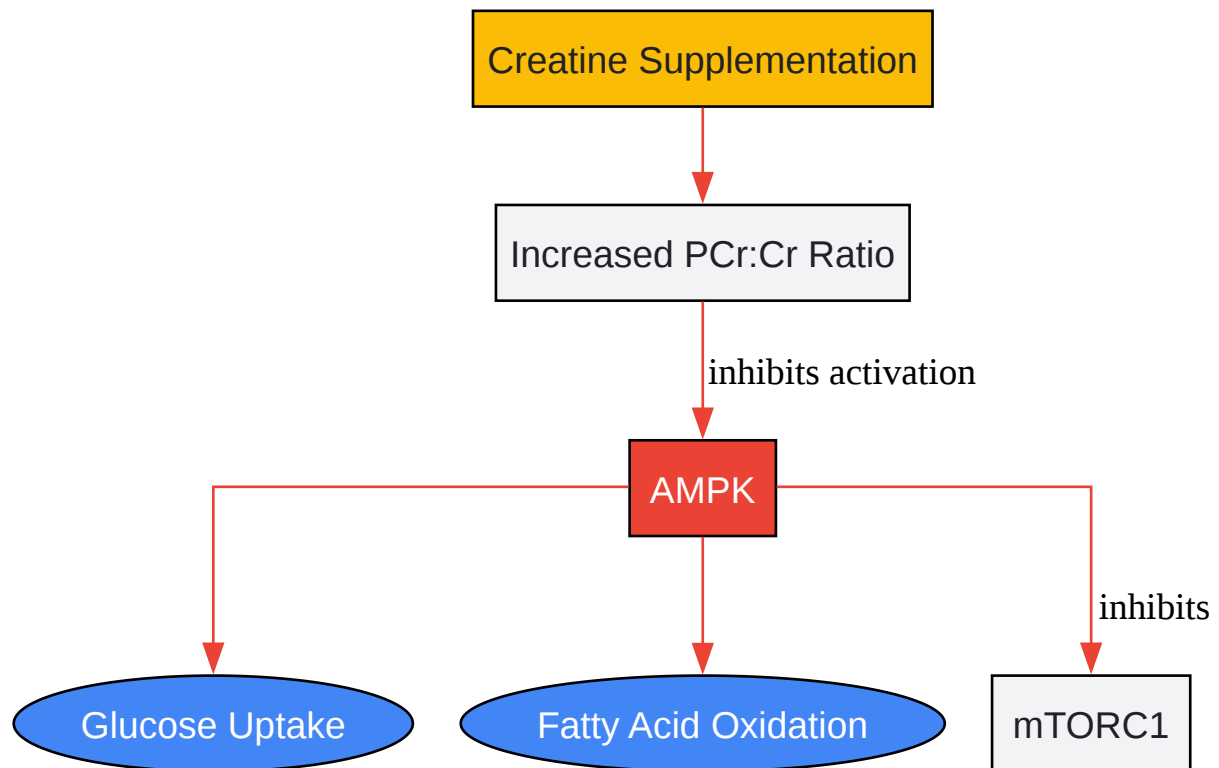 Creatine Supplementation
Increased PCr:Cr Ratio
inhibits activation
AMPK
inhibits
Glucose Uptake
Fatty Acid Oxidation
mTORC1